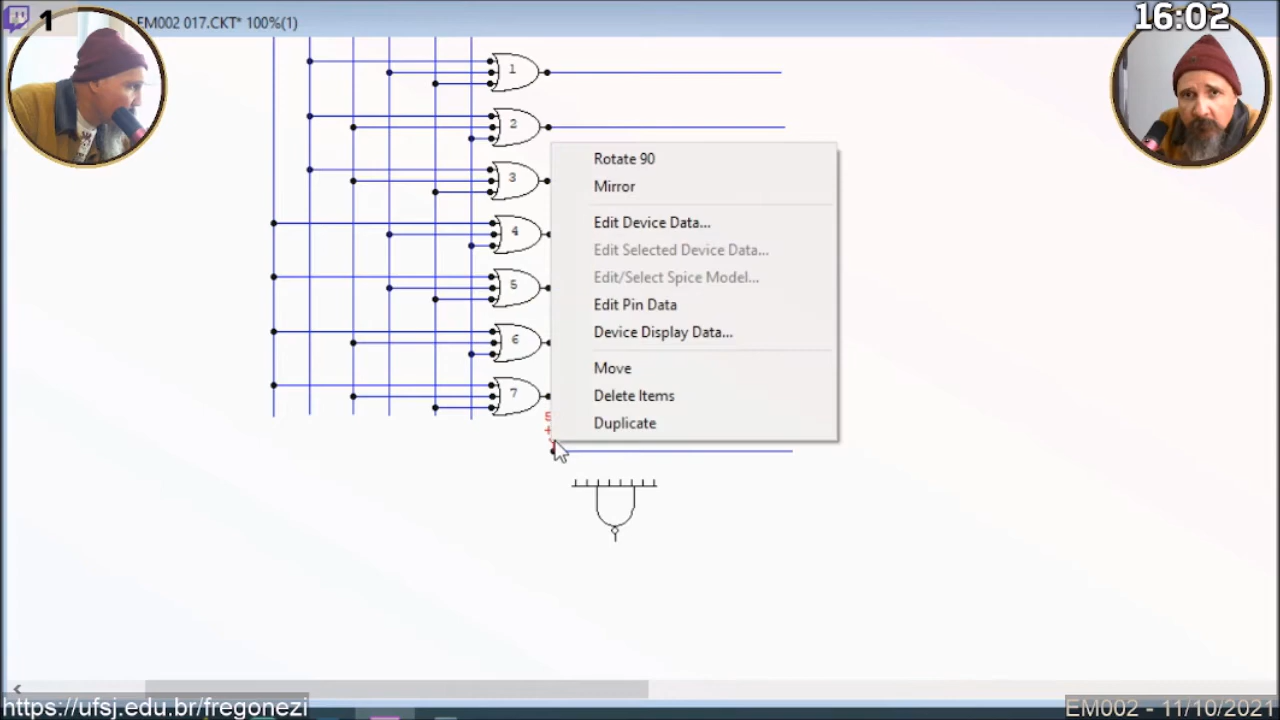 1
EM002 017.CKT* 100%(1)
16:02
1
2
3
4
5
6
7
Rotate 90
Mirror
Edit Device Data...
Edit Selected Device Data...
Edit/Select Spice Model...
Edit Pin Data
Device Display Data...
Move
Delete Items
Duplicate
https://ufsj.edu.br/fregonezi
EM002 - 11/10/2021